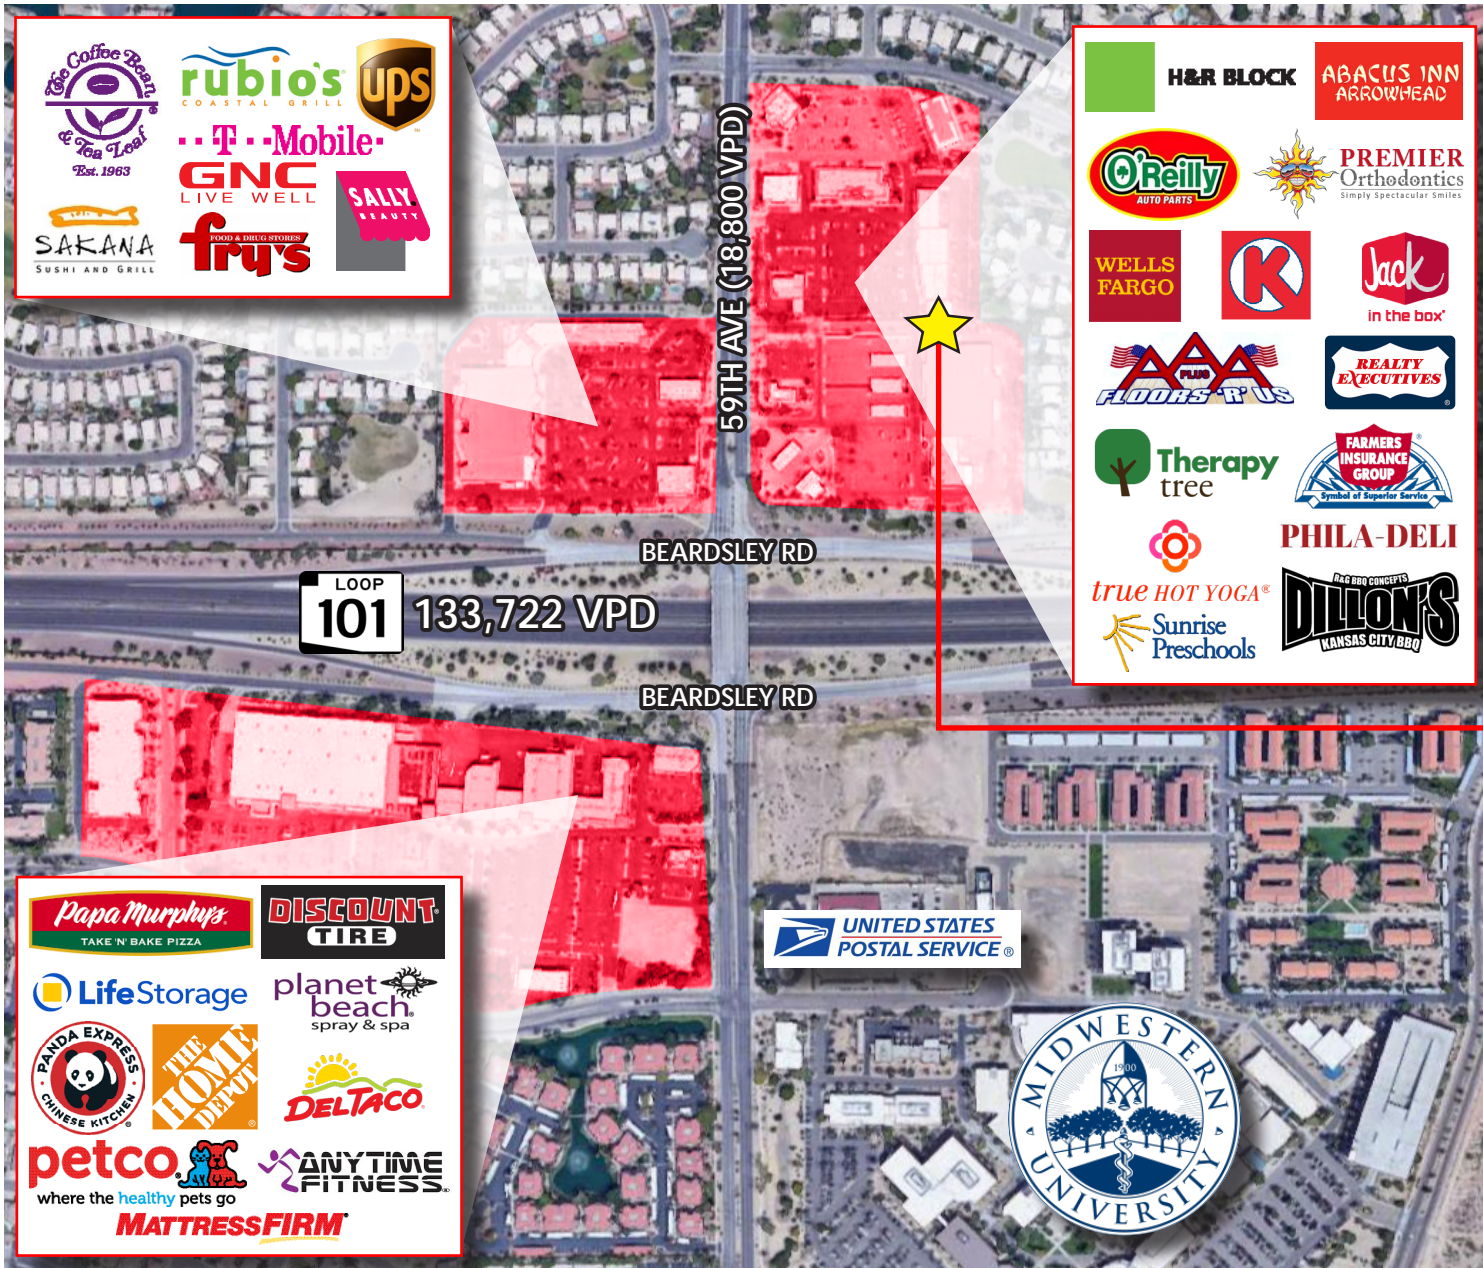 The Coffee Bean®
& Tea Leaf
Est. 1963
rubio's
COASTAL GRILL
ups
T Mobile
GNC
LIVE WELL
SALLY
BEAUTY
SAKANA
SUSHI AND GRILL
FOOD & DRUG STORES
fry's
H&R BLOCK
ABACUS INN
ARROWHEAD
O'Reilly
AUTO PARTS
PREMIER
Orthodontics
Simply Spectacular Smiles
WELLS
FARGO
K
Jack
in the box®
AAA
PLUS
FLOORS 'R' US
REALTY
EXECUTIVES
®
Therapy
tree
FARMERS
INSURANCE
GROUP
®
Symbol of Superior Service
true HOT YOGA®
PHILA-DELI
Sunrise
Preschools
R&G BBQ CONCEPTS
DILLON'S
KANSAS CITY BBQ
59TH AVE (18,800 VPD)
BEARDSLEY RD
LOOP
101
133,722 VPD
BEARDSLEY RD
Papa Murphy's
TAKE 'N' BAKE PIZZA
DISCOUNT®
TIRE
LifeStorage
planet
beach®
spray & spa
PANDA EXPRESS
CHINESE KITCHEN
®
THE
HOME
DEPOT
®
DEL TACO
petco®
where the healthy pets go
ANYTIME
FITNESS®
MATTRESSFIRM®
UNITED STATES
POSTAL SERVICE®
MIDWESTERN
1900
UNIVERSITY